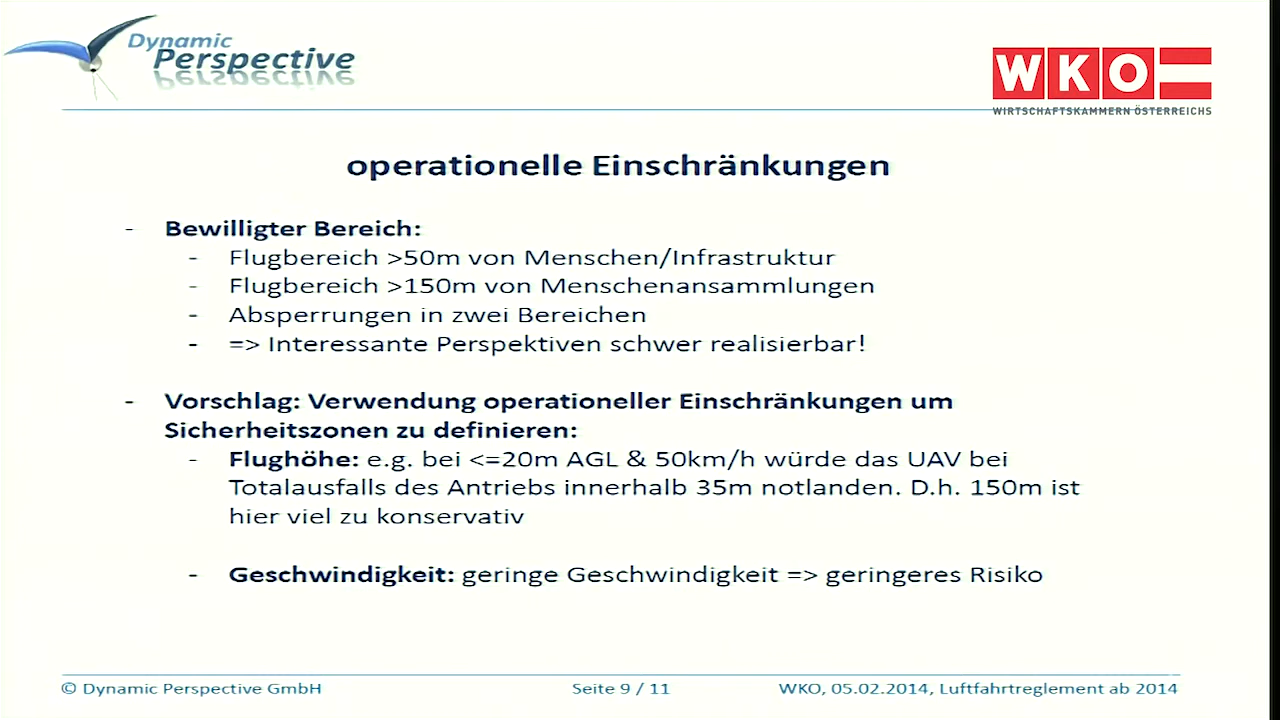 Dynamic
Perspective
WKO
WIRTSCHAFTSKAMMERN ÖSTERREICHS
operationelle Einschränkungen
- Bewilligter Bereich:
- Flugbereich >50m von Menschen/Infrastruktur
- Flugbereich >150m von Menschenansammlungen
- Absperrungen in zwei Bereichen
- => Interessante Perspektiven schwer realisierbar!
- Vorschlag: Verwendung operationeller Einschränkungen um
Sicherheitszonen zu definieren:
- Flughöhe: e.g. bei <=20m AGL & 50km/h würde das UAV bei
Totalausfalls des Antriebs innerhalb 35m notlanden. D.h. 150m ist
hier viel zu konservativ
- Geschwindigkeit: geringe Geschwindigkeit => geringeres Risiko
© Dynamic Perspective GmbH
Seite 9 / 11
WKO, 05.02.2014, Luftfahrtreglement ab 2014